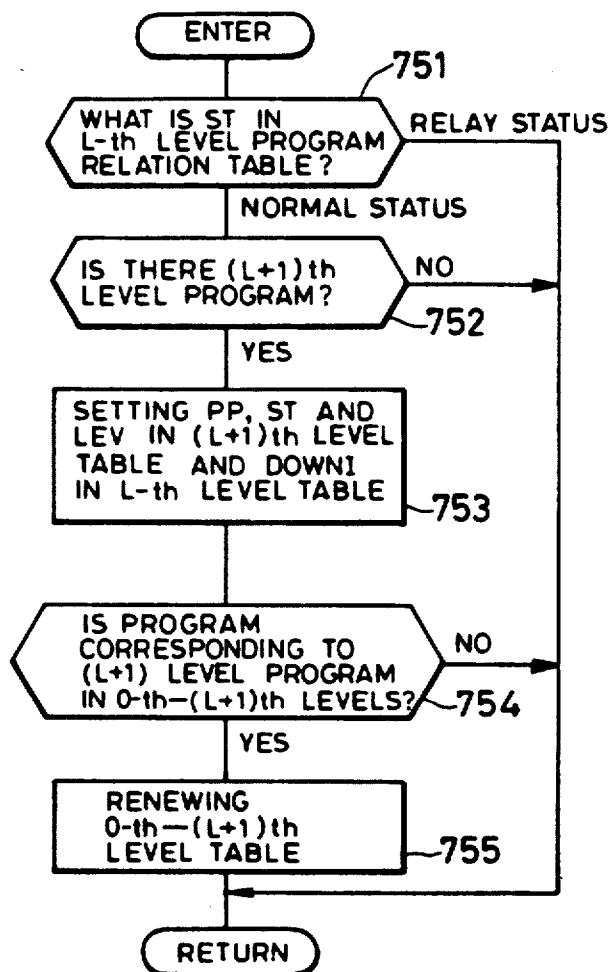 ENTER
751
WHAT IS ST IN
L-th LEVEL PROGRAM
RELATION TABLE?
RELAY STATUS
NORMAL STATUS
IS THERE (L+1)th
LEVEL PROGRAM?
NO
752
YES
SETTING PP, ST AND
LEV IN (L+1)th LEVEL
TABLE AND DOWNI
IN L-th LEVEL TABLE
753
IS PROGRAM
CORRESPONDING TO
(L+1) LEVEL PROGRAM
IN 0-th—(L+1)th LEVELS?
NO
754
YES
RENEWING
0-th—(L+1)th
LEVEL TABLE
755
RETURN